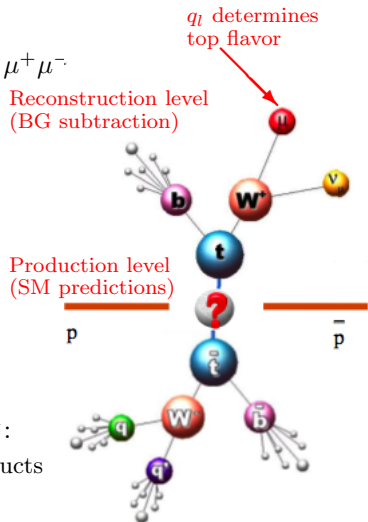 q_l determines
top flavor
μ⁺μ⁻
Reconstruction level
(BG subtraction)
μ
ν_μ
b
W⁺
t
Production level
(SM predictions)
?
p
p̄
t̄
:
q
W⁻
b̄
ucts
q'